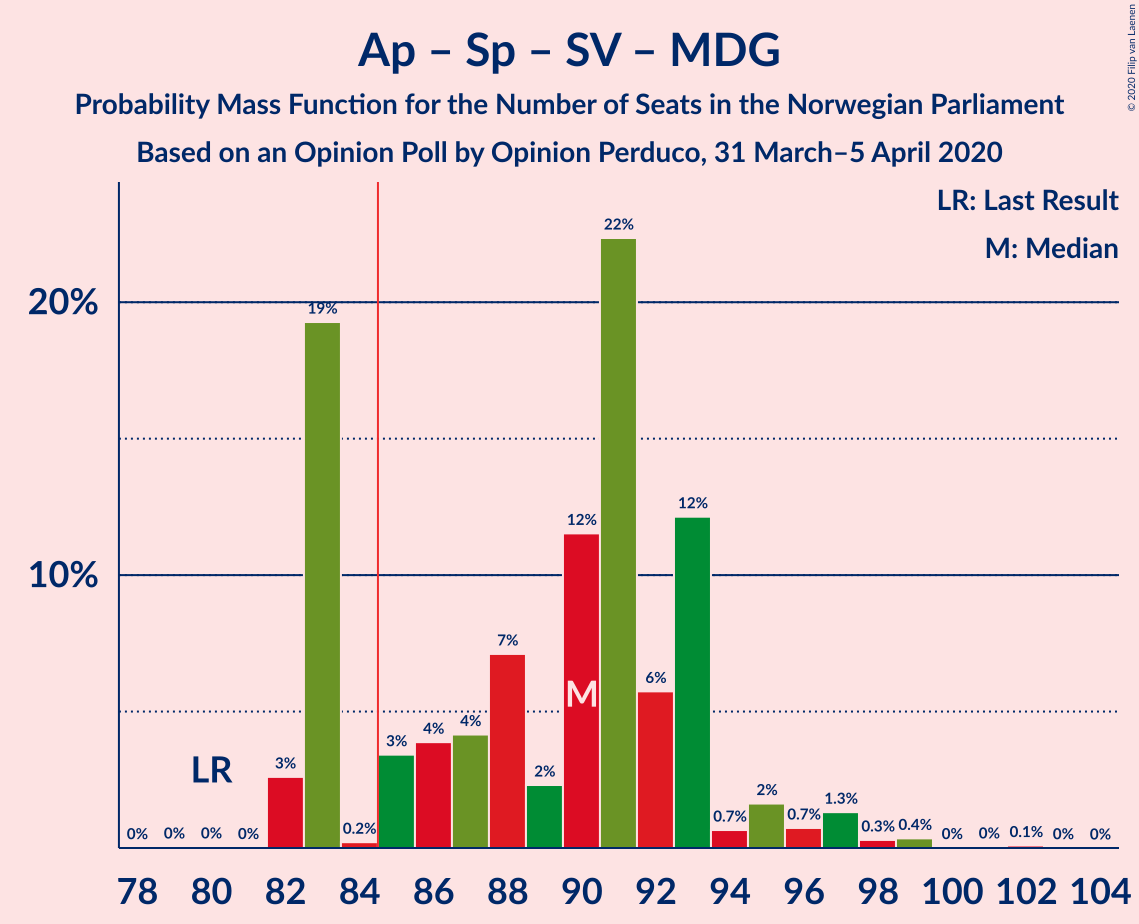 Ap – Sp – SV – MDG
Probability Mass Function for the Number of Seats in the Norwegian Parliament
Based on an Opinion Poll by Opinion Perduco, 31 March–5 April 2020
© 2020 Filip van Laenen
LR: Last Result
M: Median
20%
10%
0% 0% 0% 0% 3% 19% 0.2% 3% 4% 4% 7% 2% 12% 22% 6% 12% 0.7% 2% 0.7% 1.3% 0.3% 0.4% 0% 0% 0.1% 0% 0%
LR
M
78 80 82 84 86 88 90 92 94 96 98 100 102 104